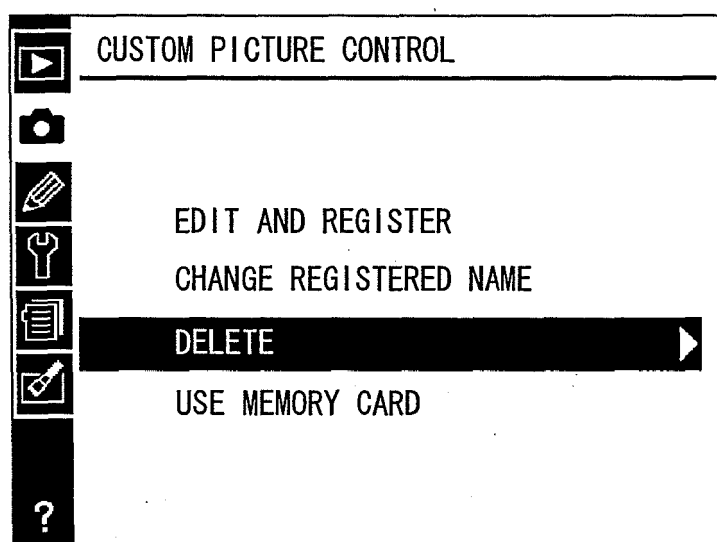 CUSTOM PICTURE CONTROL
EDIT AND REGISTER
CHANGE REGISTERED NAME
DELETE
USE MEMORY CARD
?